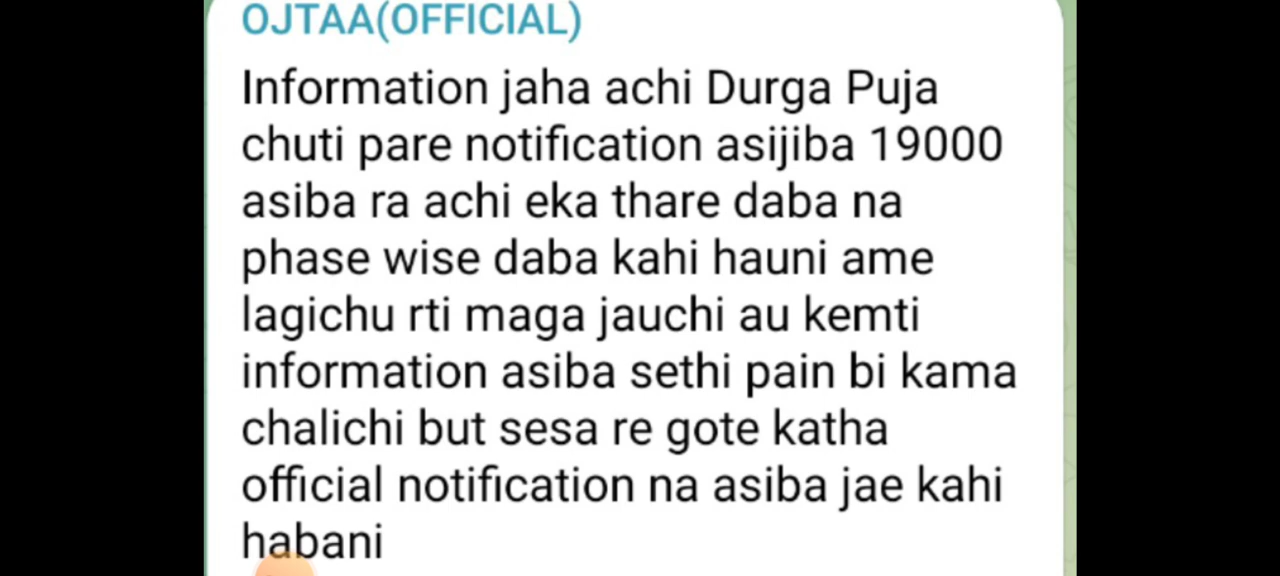 OJTAA(OFFICIAL)
Information jaha achi Durga Puja
chuti pare notification asijiba 19000
asiba ra achi eka thare daba na
phase wise daba kahi hauni ame
lagichu rti maga jauchi au kemti
information asiba sethi pain bi kama
chalichi but sesa re gote katha
official notification na asiba jae kahi
habani